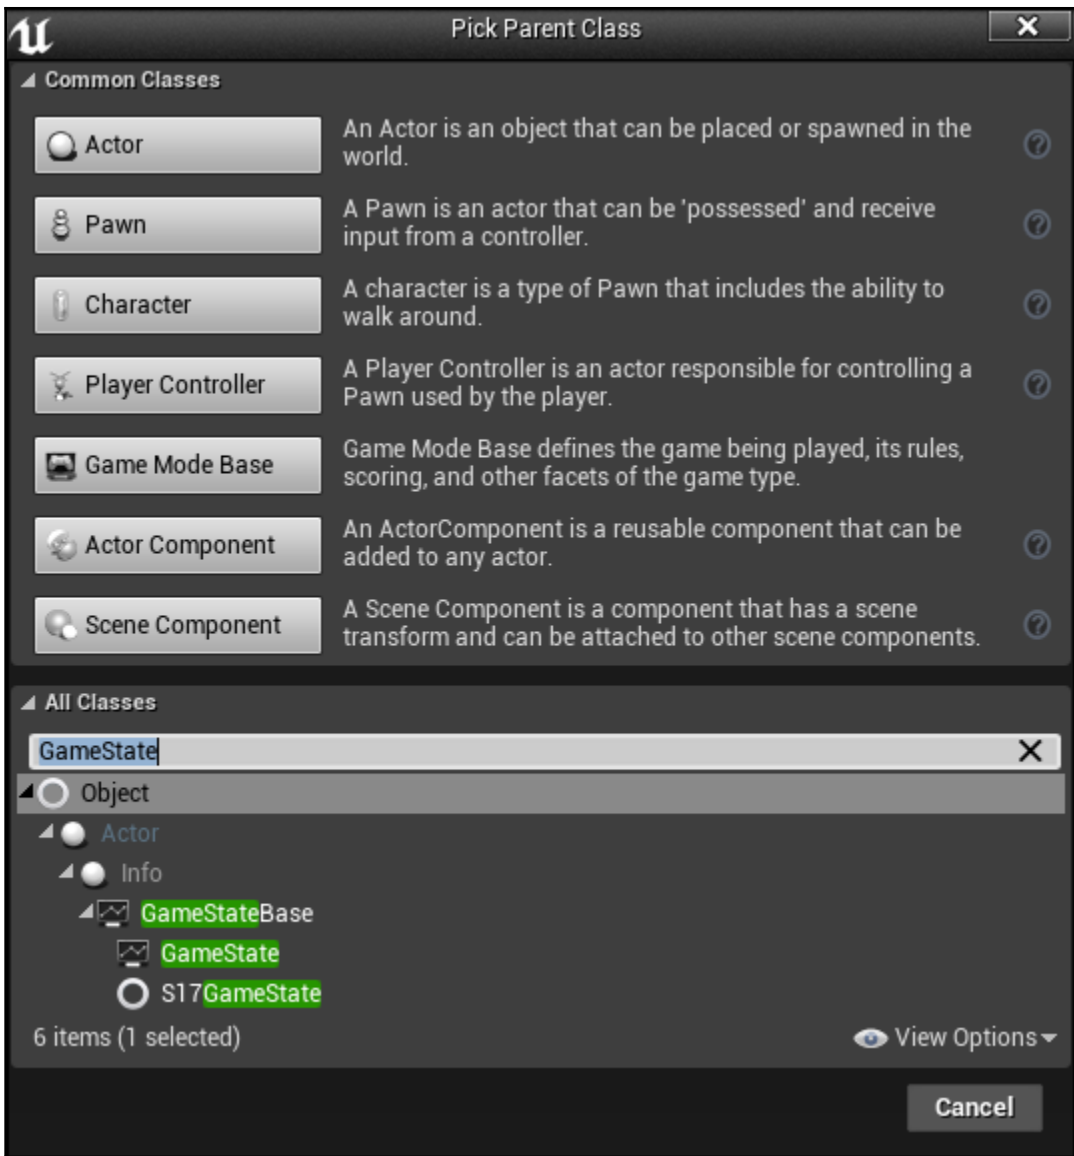 Pick Parent Class
Common Classes
Actor
An Actor is an object that can be placed or spawned in the
world.
Pawn
A Pawn is an actor that can be 'possessed' and receive
input from a controller.
Character
A character is a type of Pawn that includes the ability to
walk around.
Player Controller
A Player Controller is an actor responsible for controlling a
Pawn used by the player.
Game Mode Base
Game Mode Base defines the game being played, its rules,
scoring, and other facets of the game type.
Actor Component
An ActorComponent is a reusable component that can be
added to any actor.
Scene Component
A Scene Component is a component that has a scene
transform and can be attached to other scene components.
All Classes
GameState
Object
Actor
Info
GameStateBase
GameState
S17GameState
6 items (1 selected)
View Options
Cancel